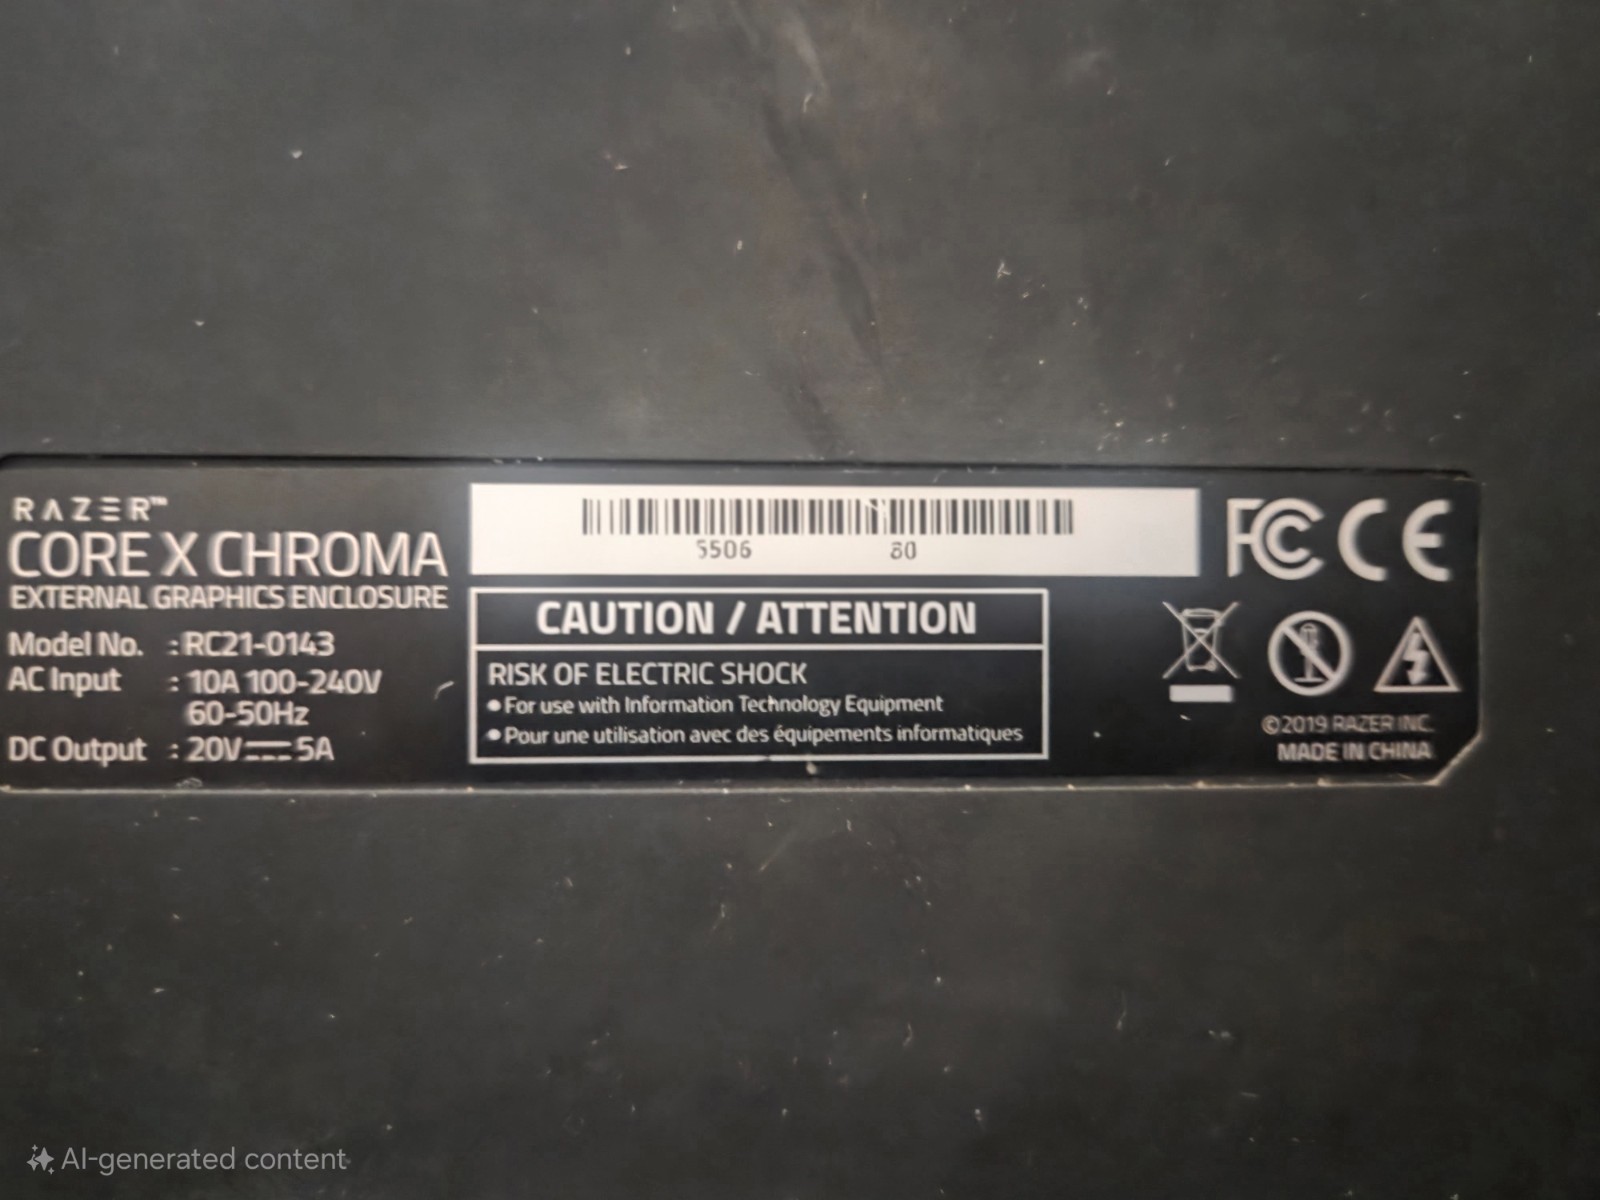 RAZER™
CORE X CHROMA
EXTERNAL GRAPHICS ENCLOSURE
Model No. : RC21-0143
AC Input : 10A 100-240V
60-50Hz
DC Output : 20V⎓5A
5506 80
CAUTION / ATTENTION
RISK OF ELECTRIC SHOCK
•For use with Information Technology Equipment
•Pour une utilisation avec des équipements informatiques
FC CE
©2019 RAZER INC.
MADE IN CHINA
AI-generated content